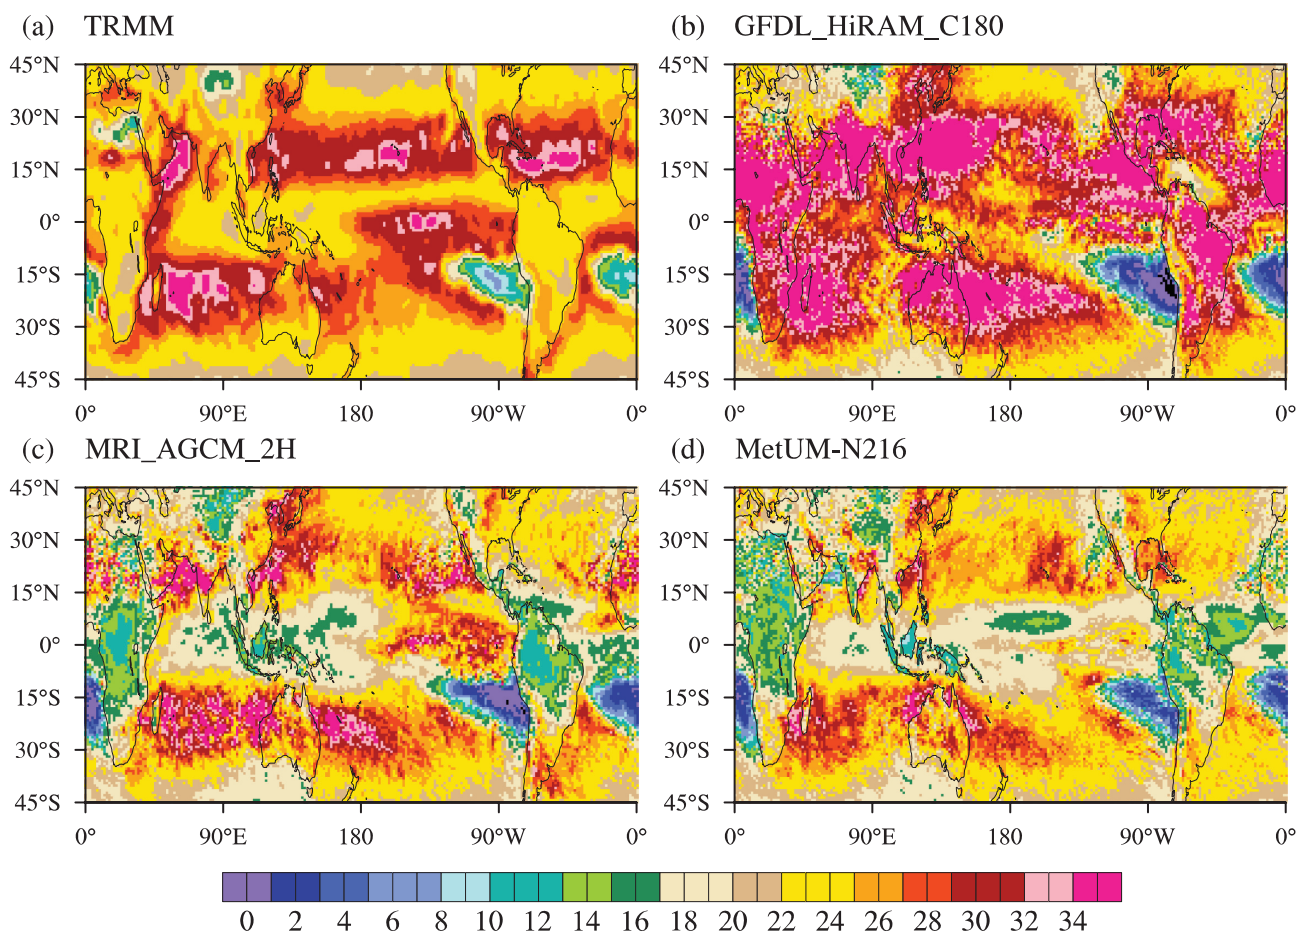 (a) TRMM
(b) GFDL_HiRAM_C180
45°N 45°N
30°N 30°N
15°N 15°N
0° 0°
15°S 15°S
30°S 30°S
45°S 45°S
0° 90°E 180 90°W 0° 0° 90°E 180 90°W 0°
(c) MRI_AGCM_2H
(d) MetUM-N216
45°N 45°N
30°N 30°N
15°N 15°N
0° 0°
15°S 15°S
30°S 30°S
45°S 45°S
0° 90°E 180 90°W 0° 0° 90°E 180 90°W 0°
0 2 4 6 8 10 12 14 16 18 20 22 24 26 28 30 32 34